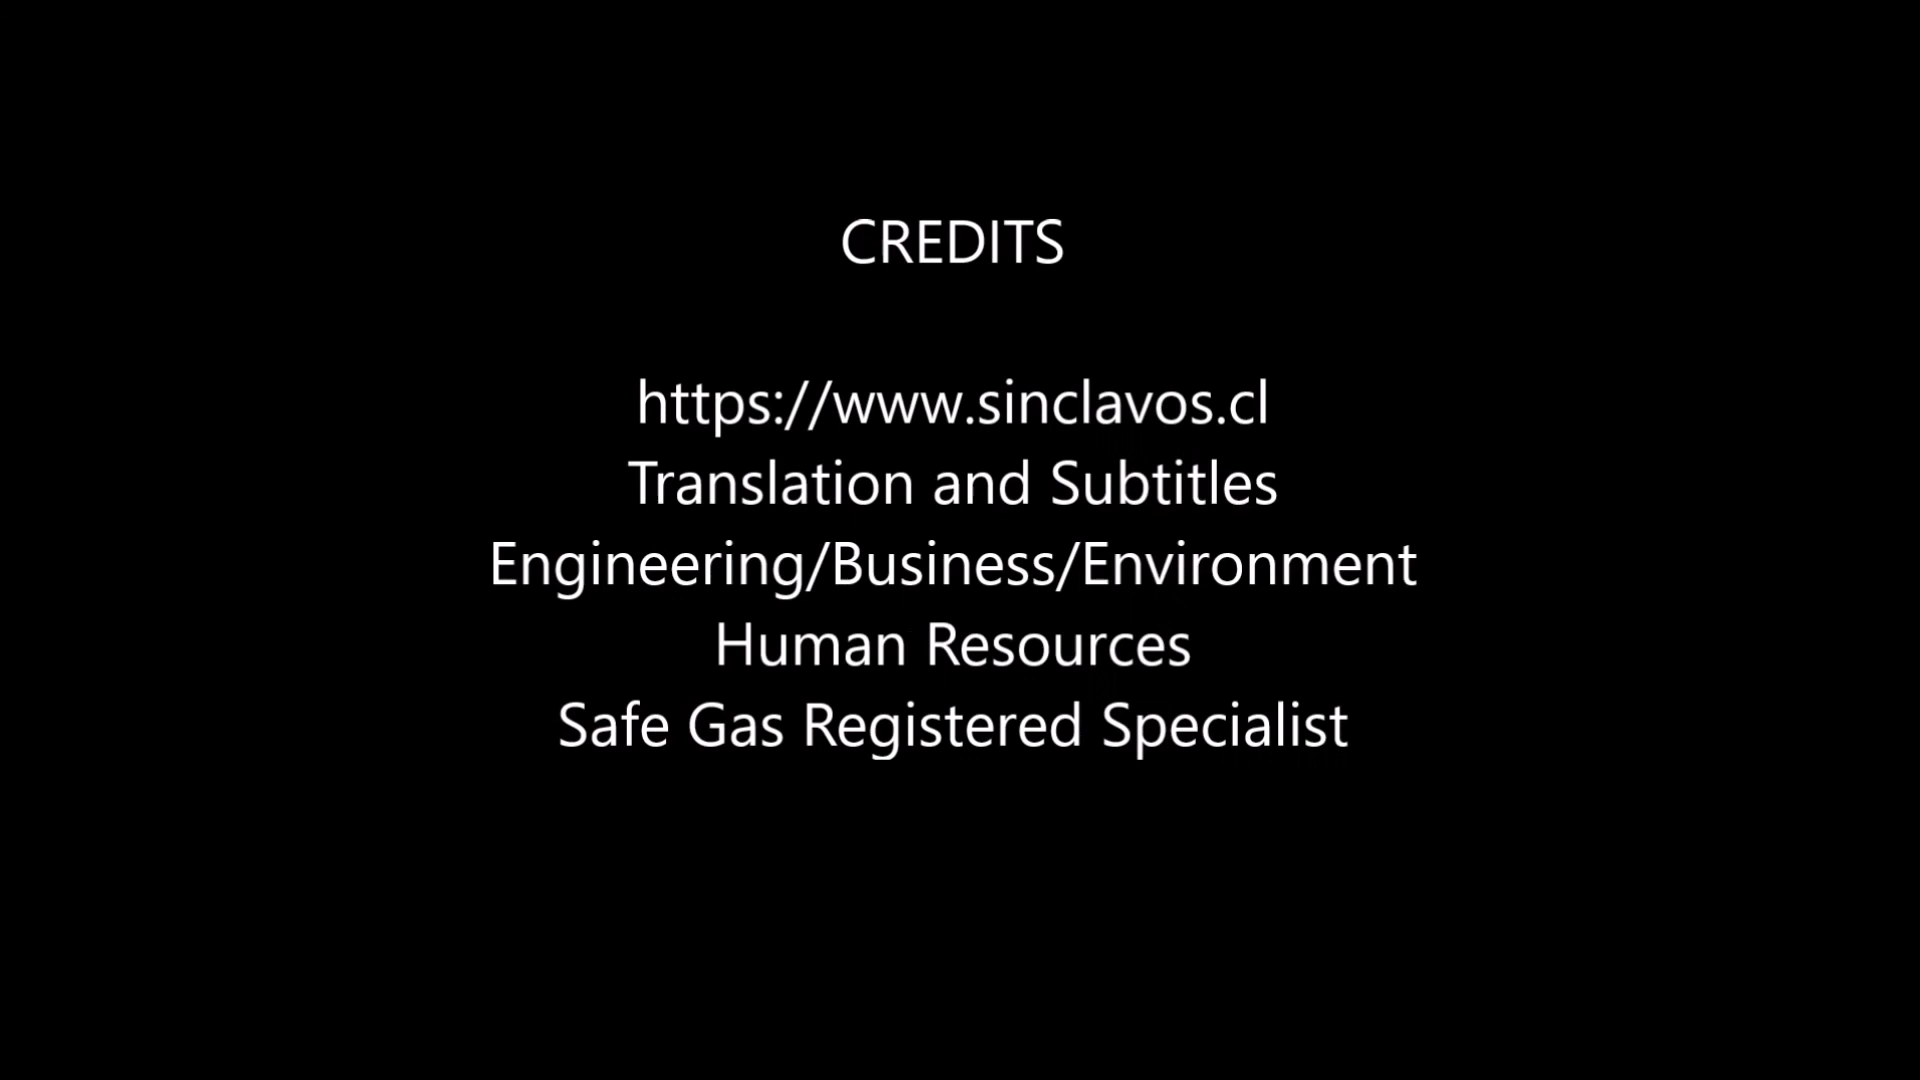 CREDITS
https://www.sinclavos.cl
Translation and Subtitles
Engineering/Business/Environment
Human Resources
Safe Gas Registered Specialist